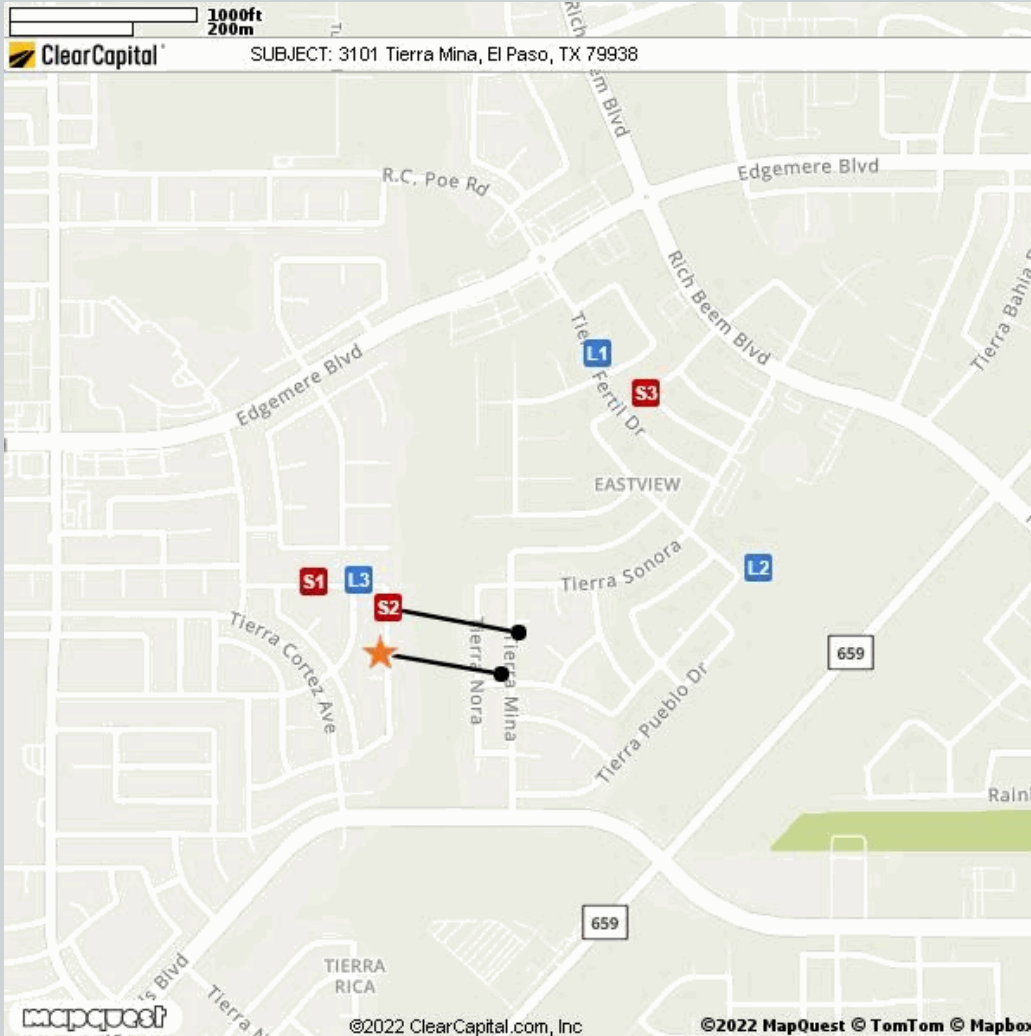 1000ft
200m
ClearCapital
SUBJECT: 3101 Tierra Mina, El Paso, TX 79938
R.C. Poe Rd
Edgemere Blvd
Rich Beem Blvd
Edgemere Blvd
L1
S3
Fertil Dr
EASTVIEW
Tierra Sonora
L2
S1
L3
S2
Tierra Cortez Ave
Tierra Nora
Tierra Mina
659
Tierra Pueblo Dr
659
TIERRA
RICA
Blvd
mapquest
©2022 ClearCapital.com, Inc
©2022 MapQuest © TomTom © Mapbox
Tierra Bahia